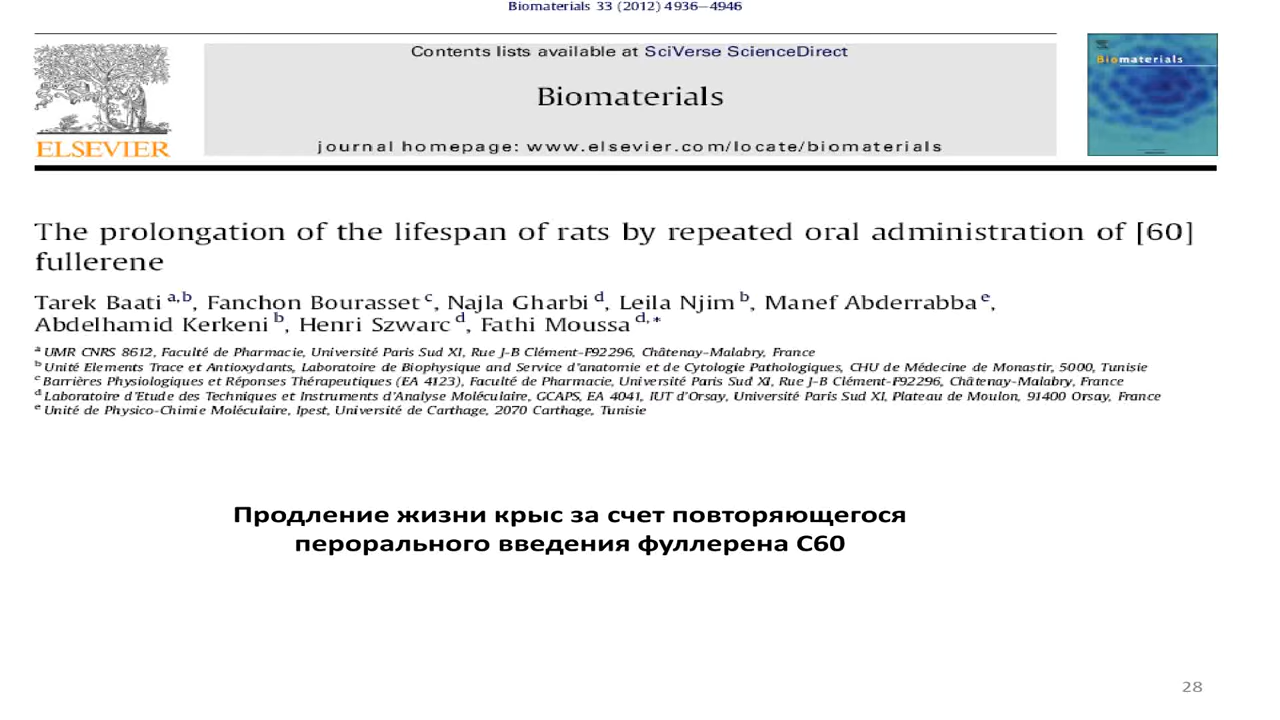 Biomaterials 33 (2012) 4936–4946
Contents lists available at SciVerse ScienceDirect
Biomaterials
journal homepage: www.elsevier.com/locate/biomaterials
ELSEVIER
Biomaterials
The prolongation of the lifespan of rats by repeated oral administration of [60]
fullerene
Tarek Baati a,b, Fanchon Bourasset c, Najla Gharbi d, Leila Njim b, Manef Abderrabba e,
Abdelhamid Kerkeni b, Henri Szwarc d, Fathi Moussa d,*
a UMR CNRS 8612, Faculté de Pharmacie, Université Paris Sud XI, Rue J-B Clément-F92296, Châtenay-Malabry, France
b Unité Elements Trace et Antioxydants, Laboratoire de Biophysique and Service d'anatomie et de Cytologie Pathologiques, CHU de Médecine de Monastir, 5000, Tunisie
c Barrières Physiologiques et Réponses Thérapeutiques (EA 4123), Faculté de Pharmacie, Université Paris Sud XI, Rue J-B Clément-F92296, Châtenay-Malabry, France
d Laboratoire d'Etude des Techniques et Instruments d'Analyse Moléculaire, GCAPS, EA 4041, IUT d'Orsay, Université Paris Sud XI, Plateau de Moulon, 91400 Orsay, France
e Unité de Physico-Chimie Moléculaire, Ipest, Université de Carthage, 2070 Carthage, Tunisie
Продление жизни крыс за счет повторяющегося
перорального введения фуллерена С60
28